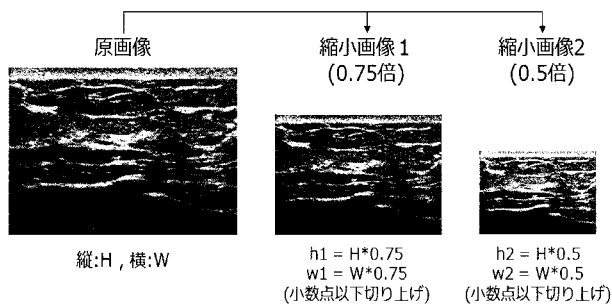 原画像
縮小画像1
(0.75倍)
縮小画像2
(0.5倍)
縦:H , 横:W
h1 = H*0.75
w1 = W*0.75
(小数点以下切り上げ)
h2 = H*0.5
w2 = W*0.5
(小数点以下切り上げ)